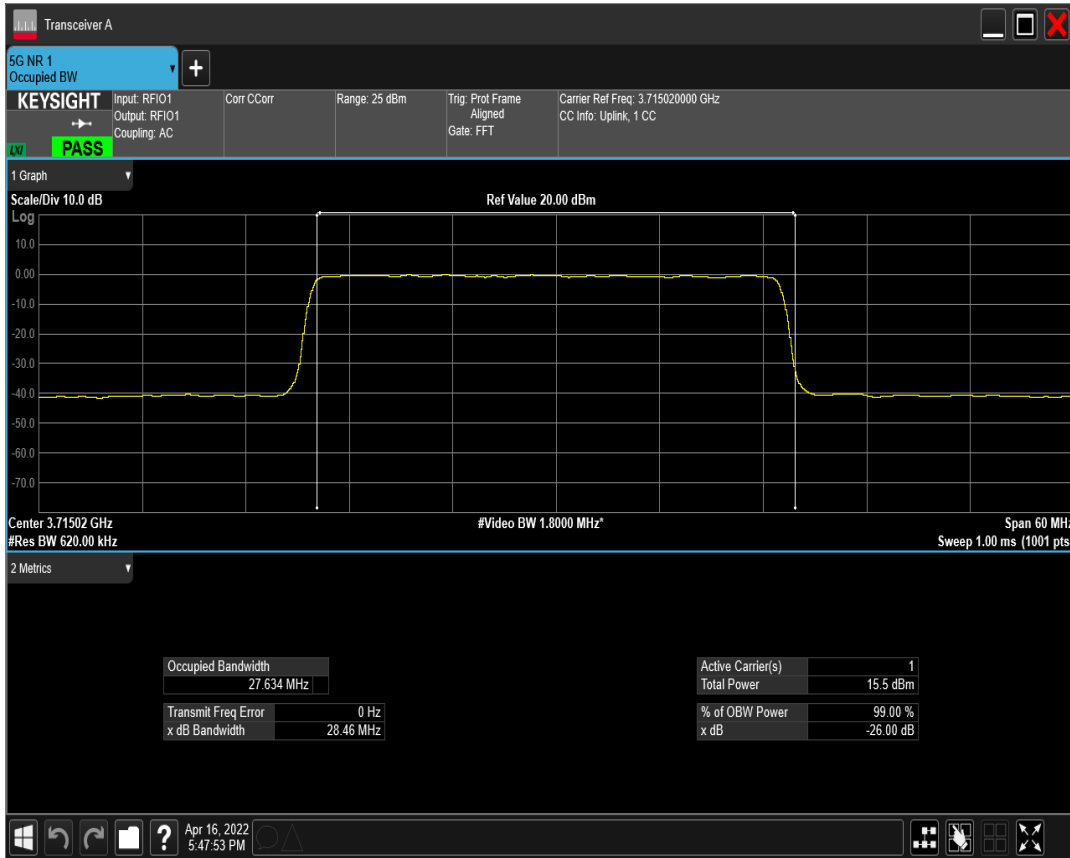 Transceiver A
5G NR 1
Occupied BW
KEYSIGHT
LXI
PASS
Input: RFIO1
Output: RFIO1
Coupling: AC
Corr CCorr
Range: 25 dBm
Trig: Prot Frame
Aligned
Gate: FFT
Carrier Ref Freq: 3.715020000 GHz
CC Info: Uplink, 1 CC
1 Graph
Scale/Div 10.0 dB
Ref Value 20.00 dBm
Log
10.0
0.00
-10.0
-20.0
-30.0
-40.0
-50.0
-60.0
-70.0
Center 3.71502 GHz
#Video BW 1.8000 MHz*
Span 60 MHz
#Res BW 620.00 kHz
Sweep 1.00 ms (1001 pts
2 Metrics
Occupied Bandwidth
27.634 MHz
Transmit Freq Error 0 Hz
x dB Bandwidth 28.46 MHz
Active Carrier(s) 1
Total Power 15.5 dBm
% of OBW Power 99.00 %
x dB -26.00 dB
?
Apr 16, 2022
5:47:53 PM